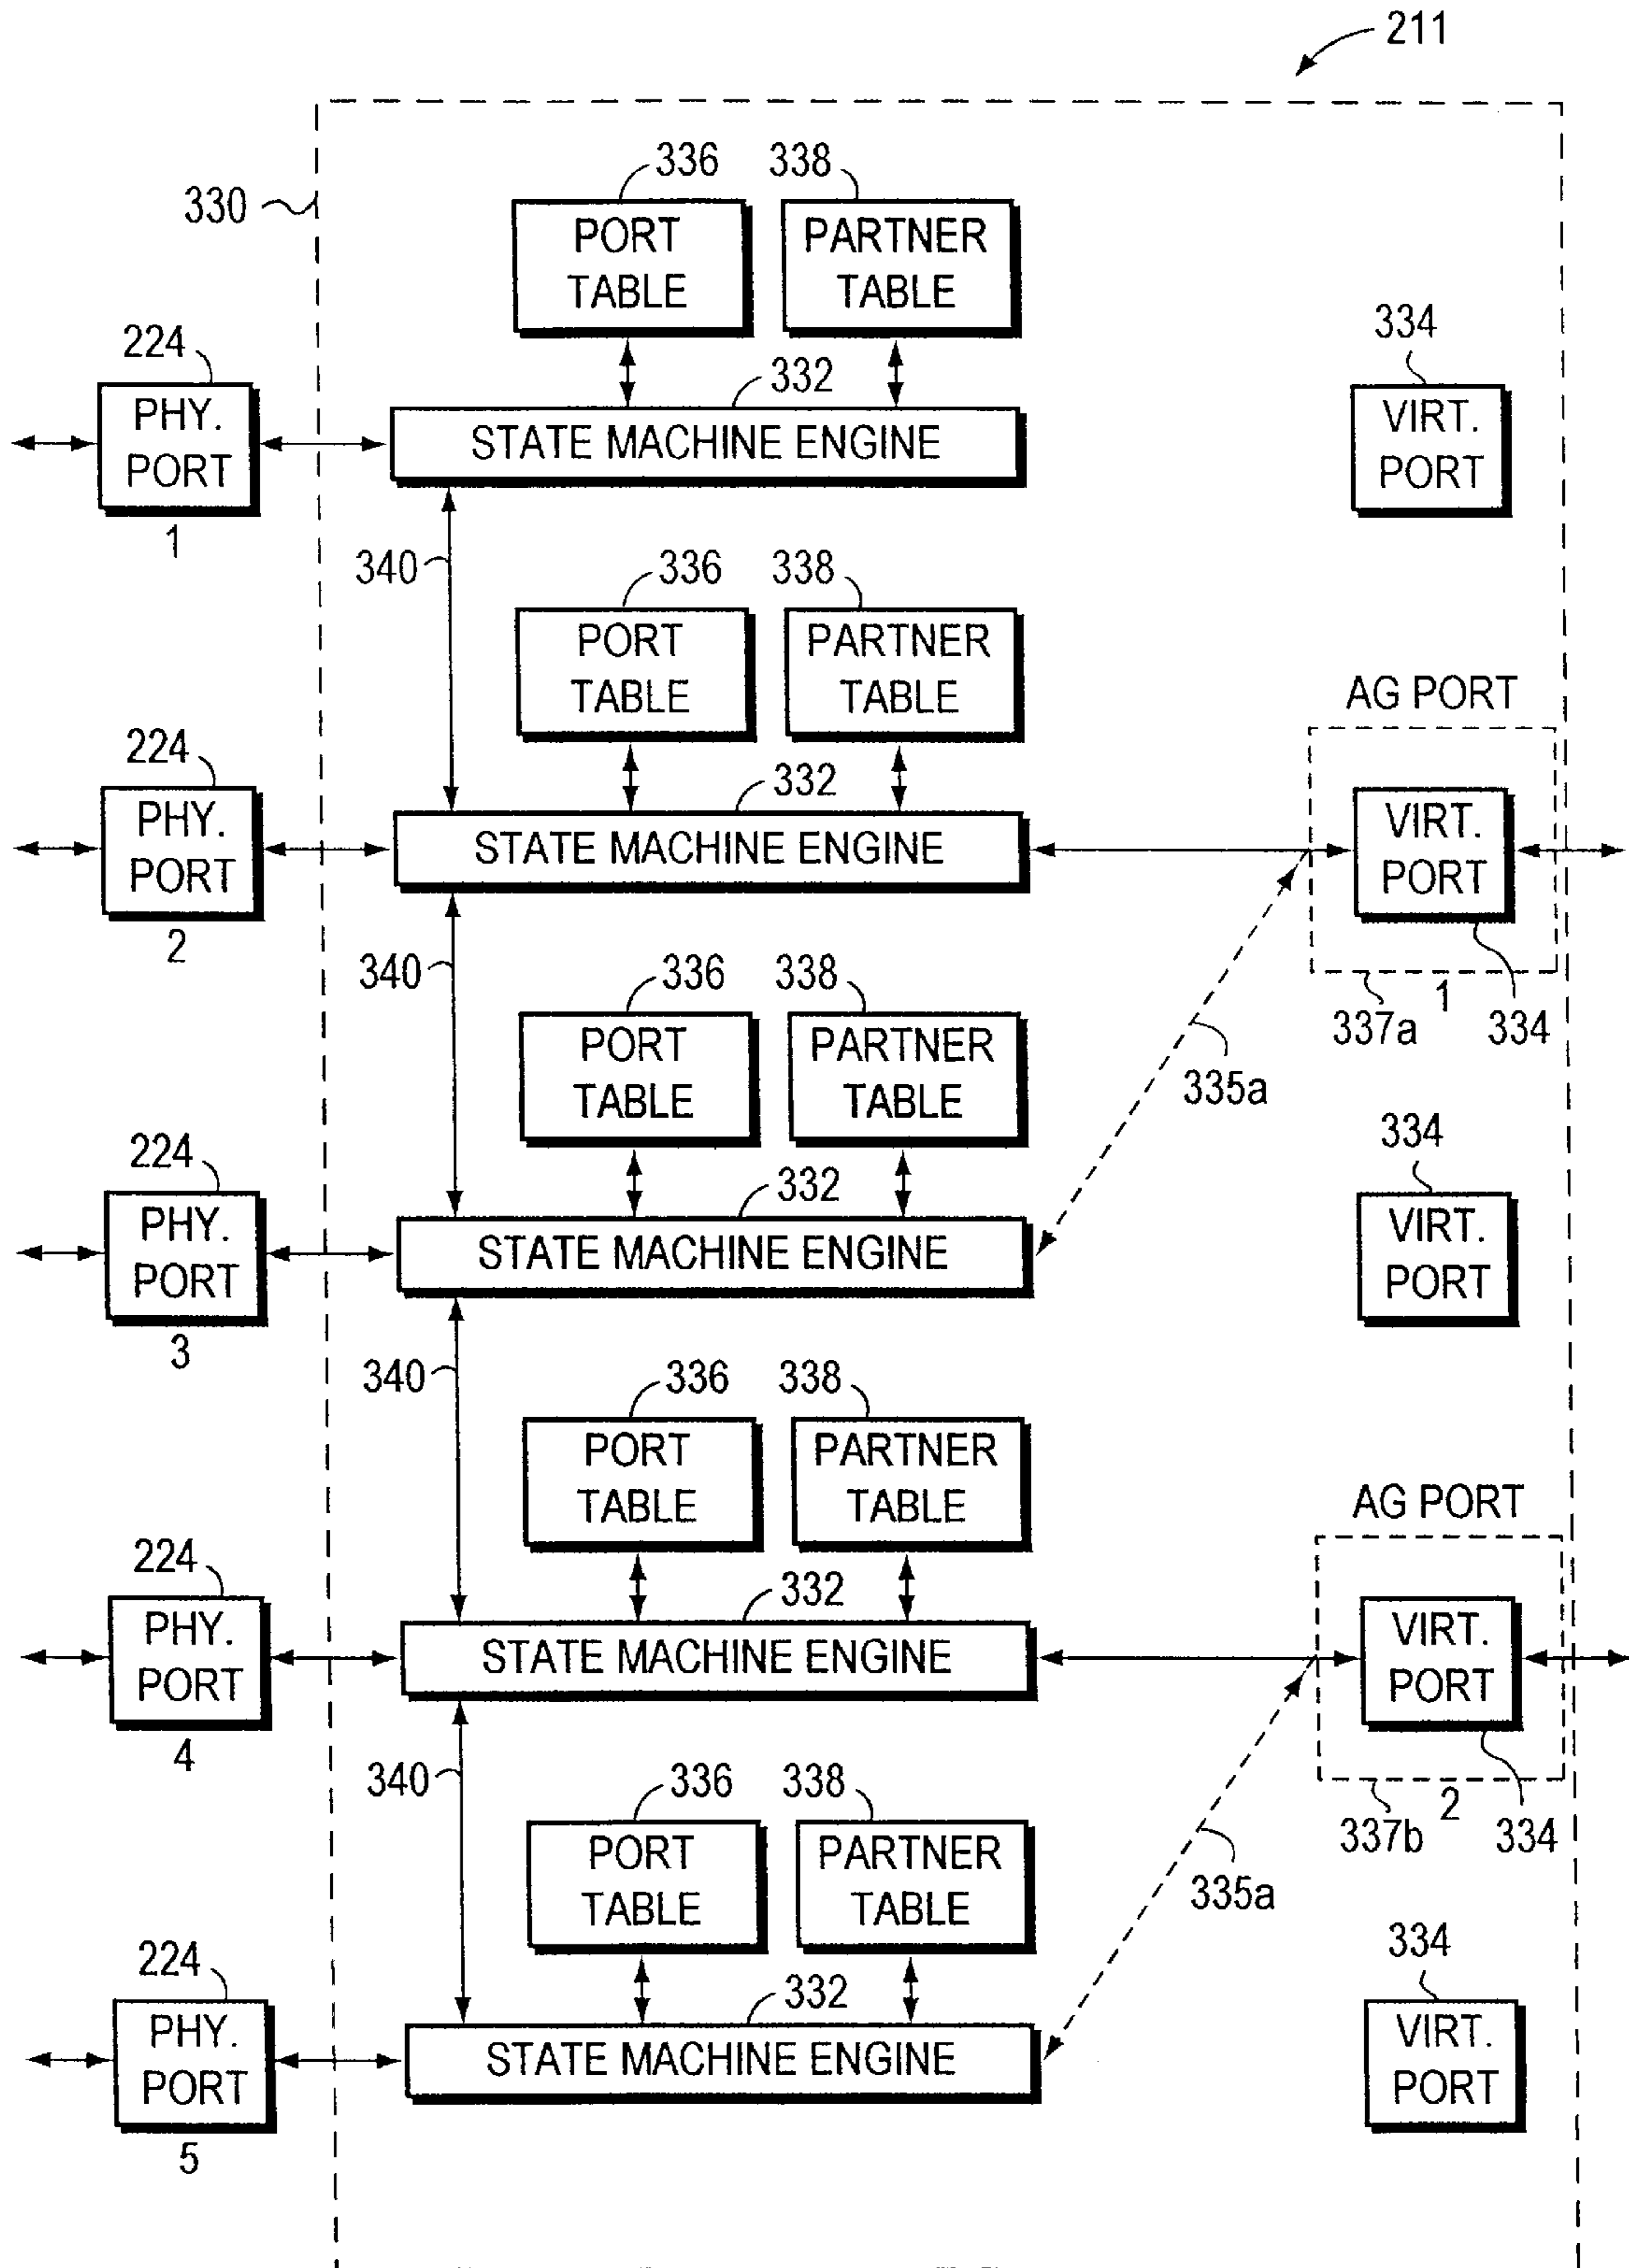 211
330
336
338
PORT
TABLE
PARTNER
TABLE
224
PHY.
PORT
1
332
STATE MACHINE ENGINE
334
VIRT.
PORT
340
336
338
PORT
TABLE
PARTNER
TABLE
224
PHY.
PORT
2
332
STATE MACHINE ENGINE
AG PORT
VIRT.
PORT
1
337a
334
340
336
338
PORT
TABLE
PARTNER
TABLE
335a
224
PHY.
PORT
3
332
STATE MACHINE ENGINE
334
VIRT.
PORT
340
336
338
PORT
TABLE
PARTNER
TABLE
224
PHY.
PORT
4
332
STATE MACHINE ENGINE
AG PORT
VIRT.
PORT
2
337b
334
340
336
338
PORT
TABLE
PARTNER
TABLE
335a
224
PHY.
PORT
5
332
STATE MACHINE ENGINE
334
VIRT.
PORT